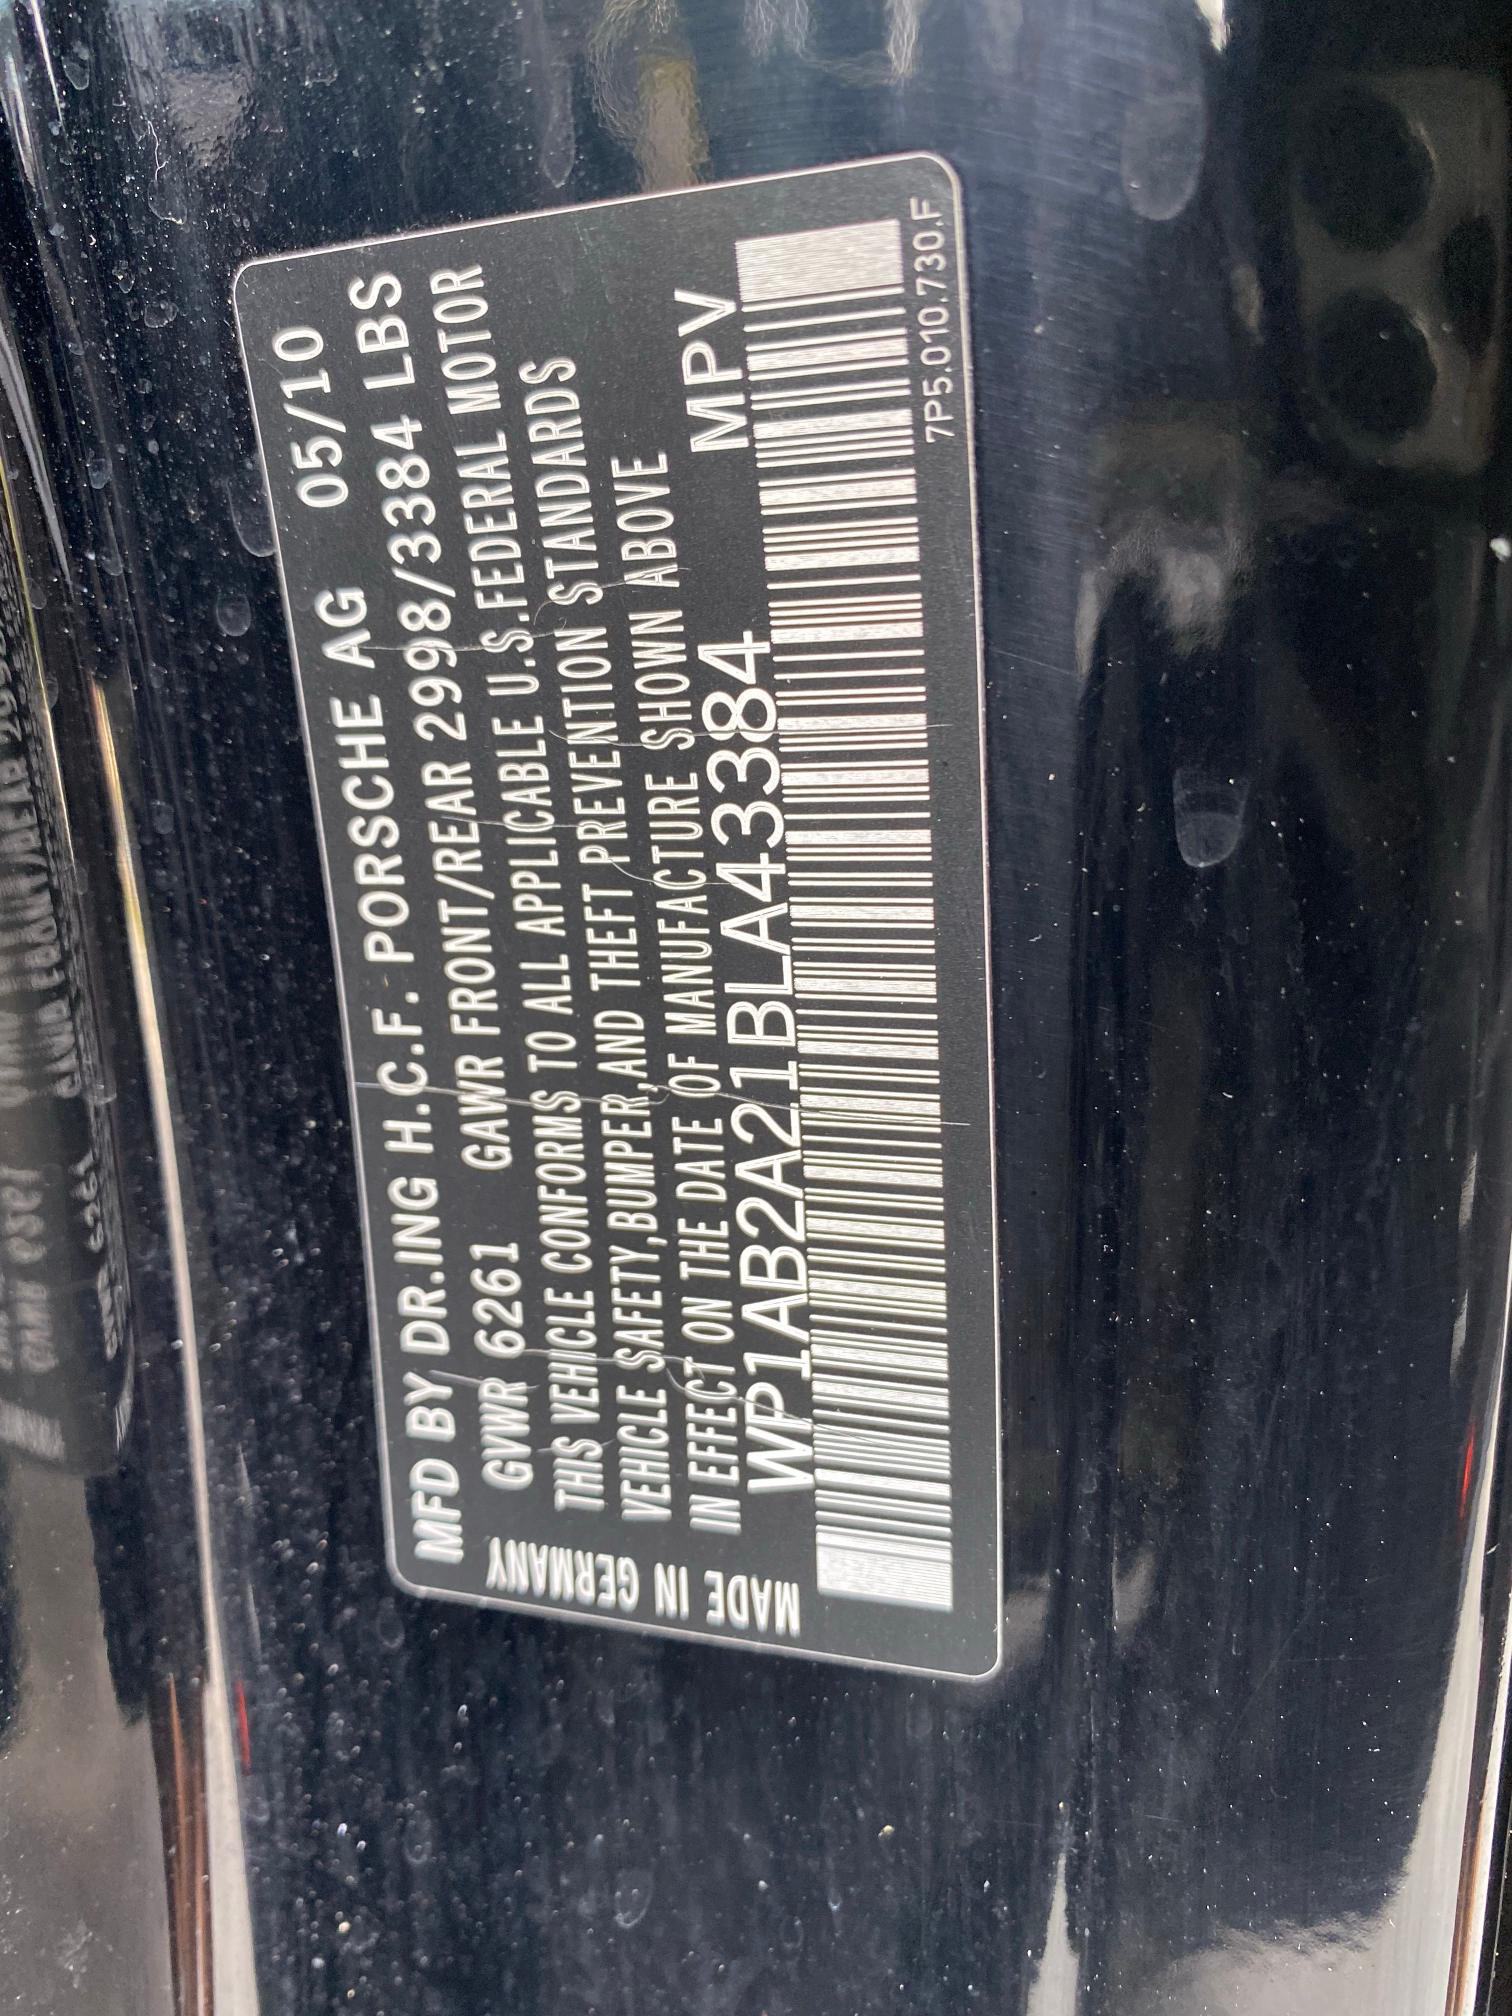 MFD BY DR.ING H.C.F. PORSCHE AG 05/10
GVWR 6261 GAWR FRONT/REAR 2998/3384 LBS
THIS VEHICLE CONFORMS TO ALL APPLICABLE U.S.FEDERAL MOTOR
VEHICLE SAFETY,BUMPER,AND THEFT PREVENTION STANDARDS
IN EFFECT ON THE DATE OF MANUFACTURE SHOWN ABOVE
WP1AB2A21BLA43384 MPV
7P5.010.730.F
MADE IN GERMANY